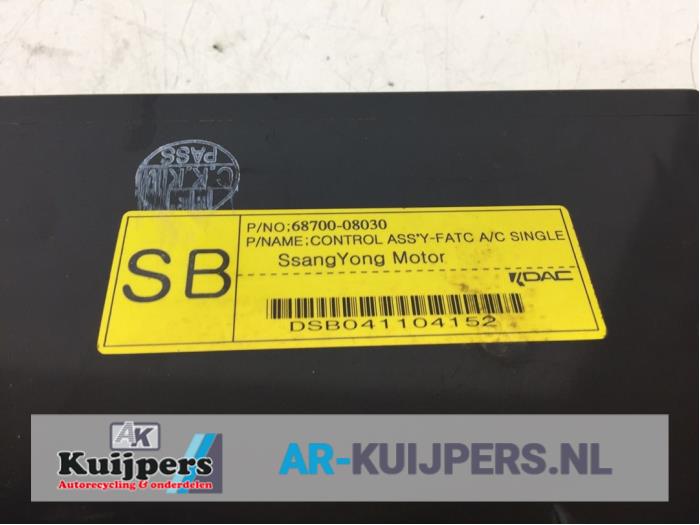 PASS
C.K.KIM
P/NO;68700-08030
P/NAME;CONTROL ASS'Y-FATC A/C SINGLE
SB
SsangYong Motor
DAC
DSB041104152
AK
Kuijpers
Autorecycling & onderdelen
AR-KUIJPERS.NL